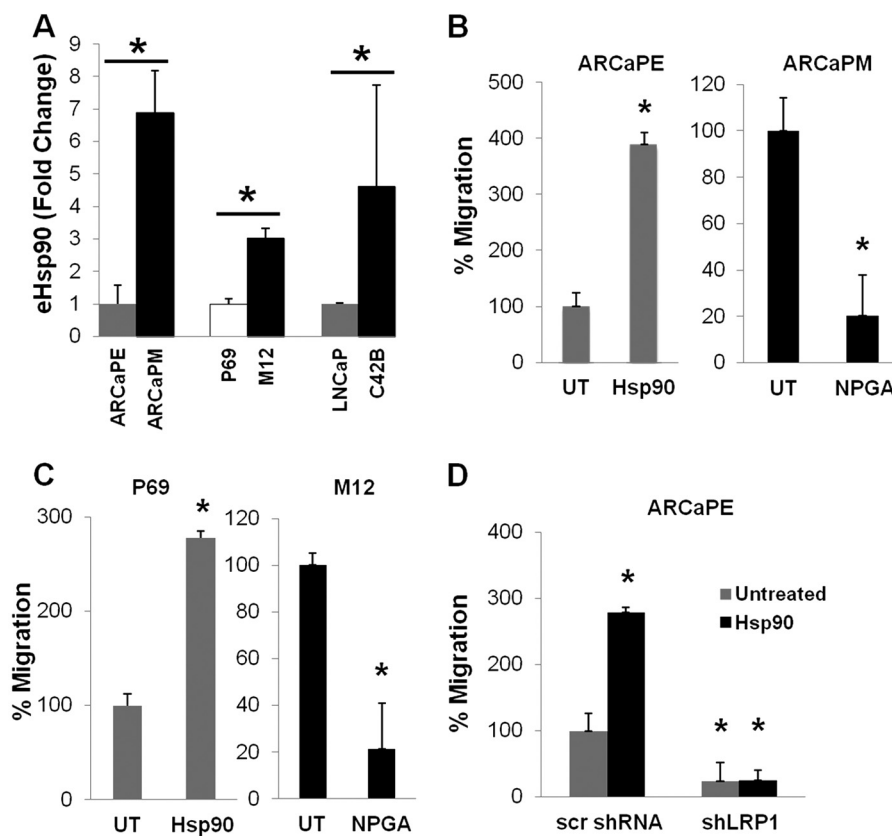 A
eHsp90 (Fold Change)
9
8
7
6
5
4
3
2
1
0
*
*
*
ARCaPE
ARCaPM
P69
M12
LNCaP
C42B
B
ARCaPE
% Migration
500
400
300
200
100
0
*
UT Hsp90
ARCaPM
120
100
80
60
40
20
0
*
UT NPGA
C
P69
% Migration
300
200
100
0
*
UT Hsp90
M12
120
100
80
60
40
20
0
*
UT NPGA
D
ARCaPE
% Migration
400
300
200
100
0
*
* *
Untreated
Hsp90
scr shRNA shLRP1